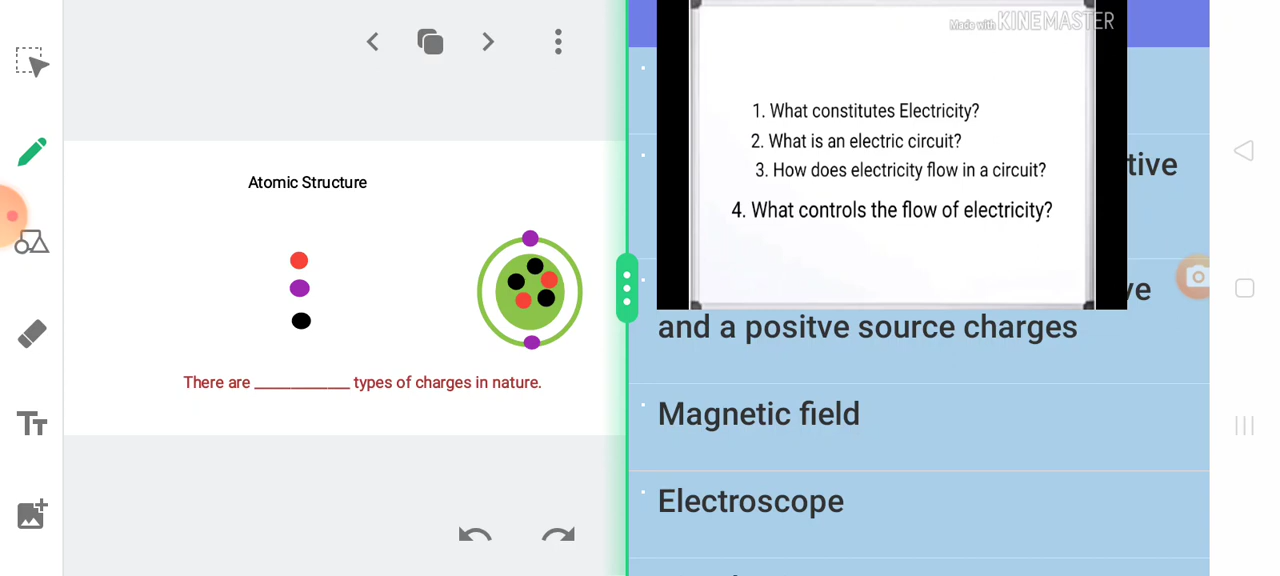 Atomic Structure
There are ____________ types of charges in nature.
Tт
Made with KINEMASTER
1. What constitutes Electricity?
2. What is an electric circuit?
3. How does electricity flow in a circuit?
4. What controls the flow of electricity?
tive
ve
and a positve source charges
Magnetic field
Electroscope